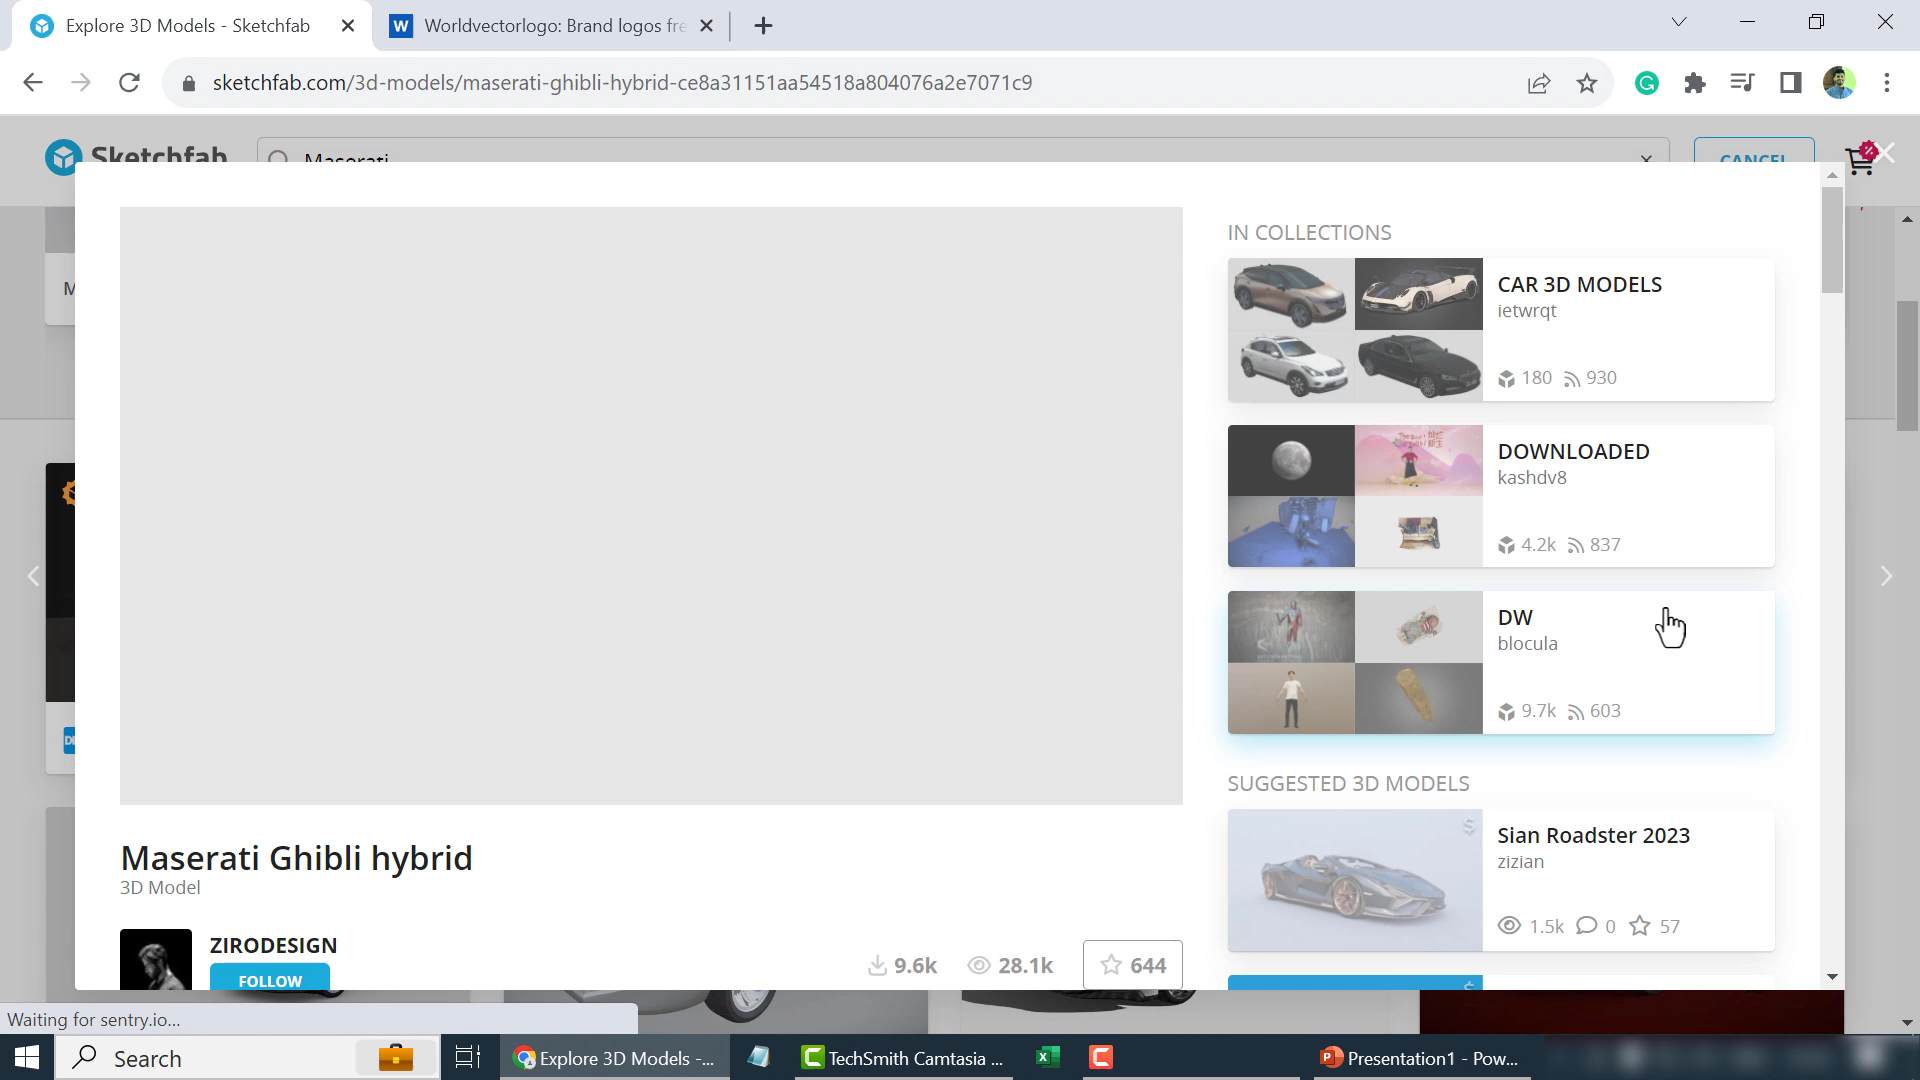 Explore 3D Models - Sketchfab
W Worldvectorlogo: Brand logos fre
sketchfab.com/3d-models/maserati-ghibli-hybrid-ce8a31151aa54518a804076a2e7071c9
Sketchfab
Maserati
CANCEL
M
IN COLLECTIONS
CAR 3D MODELS
ietwrqt
180 930
DOWNLOADED
kashdv8
4.2k 837
DW
blocula
9.7k 603
SUGGESTED 3D MODELS
$
Sian Roadster 2023
zizian
1.5k 0 57
Maserati Ghibli hybrid
3D Model
ZIRODESIGN
FOLLOW
9.6k 28.1k 644
Waiting for sentry.io...
Search
Explore 3D Models -...
TechSmith Camtasia ...
Presentation1 - Pow...